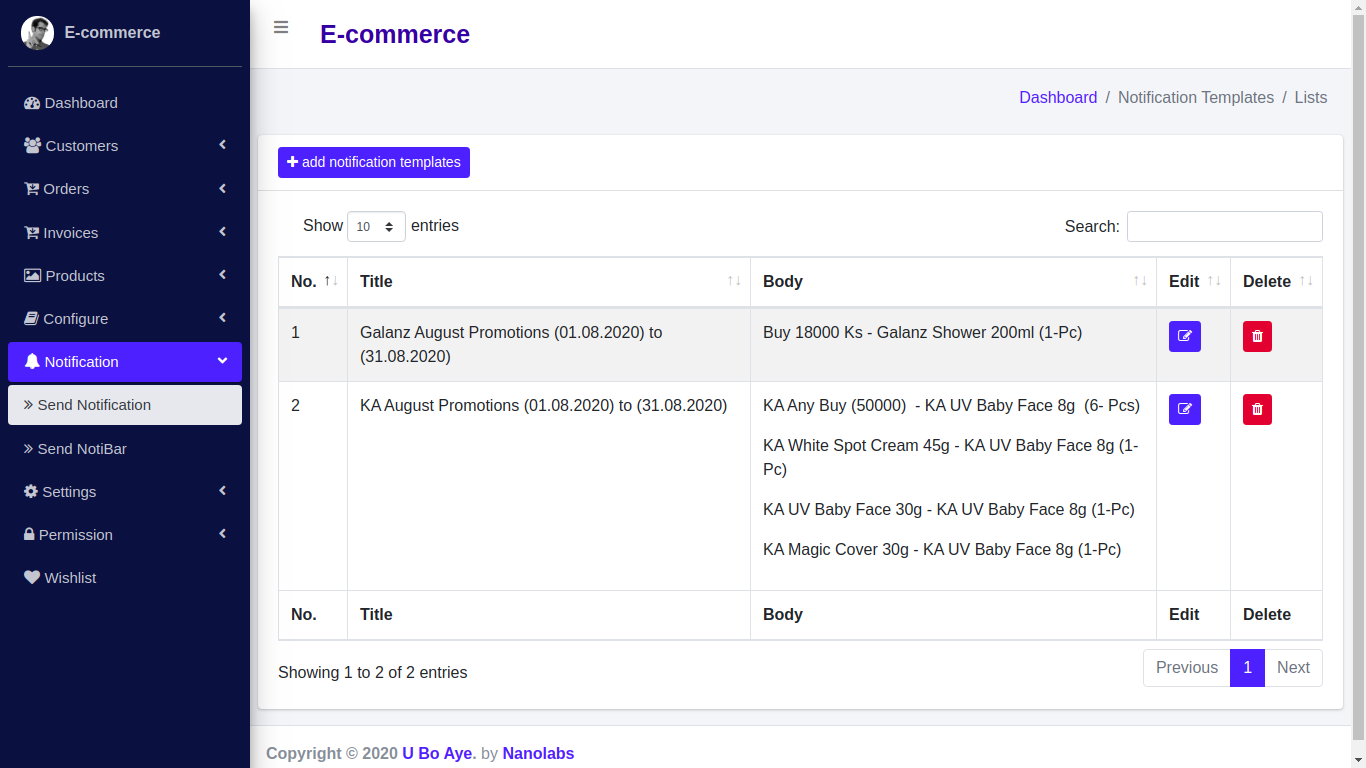 E-commerce
Dashboard
Customers
Orders
Invoices
Products
Configure
Notification
» Send Notification
» Send NotiBar
Settings
Permission
Wishlist
E-commerce
Dashboard / Notification Templates / Lists
add notification templates
Show 10 entries
Search:
No. Title Body Edit Delete
1 Galanz August Promotions (01.08.2020) to Buy 18000 Ks - Galanz Shower 200ml (1-Pc)
(31.08.2020)
2 KA August Promotions (01.08.2020) to (31.08.2020) KA Any Buy (50000)  - KA UV Baby Face 8g  (6- Pcs)
KA White Spot Cream 45g - KA UV Baby Face 8g (1-
Pc)
KA UV Baby Face 30g - KA UV Baby Face 8g (1-Pc)
KA Magic Cover 30g - KA UV Baby Face 8g (1-Pc)
No. Title Body Edit Delete
Showing 1 to 2 of 2 entries
Previous 1 Next
Copyright © 2020 U Bo Aye. by Nanolabs